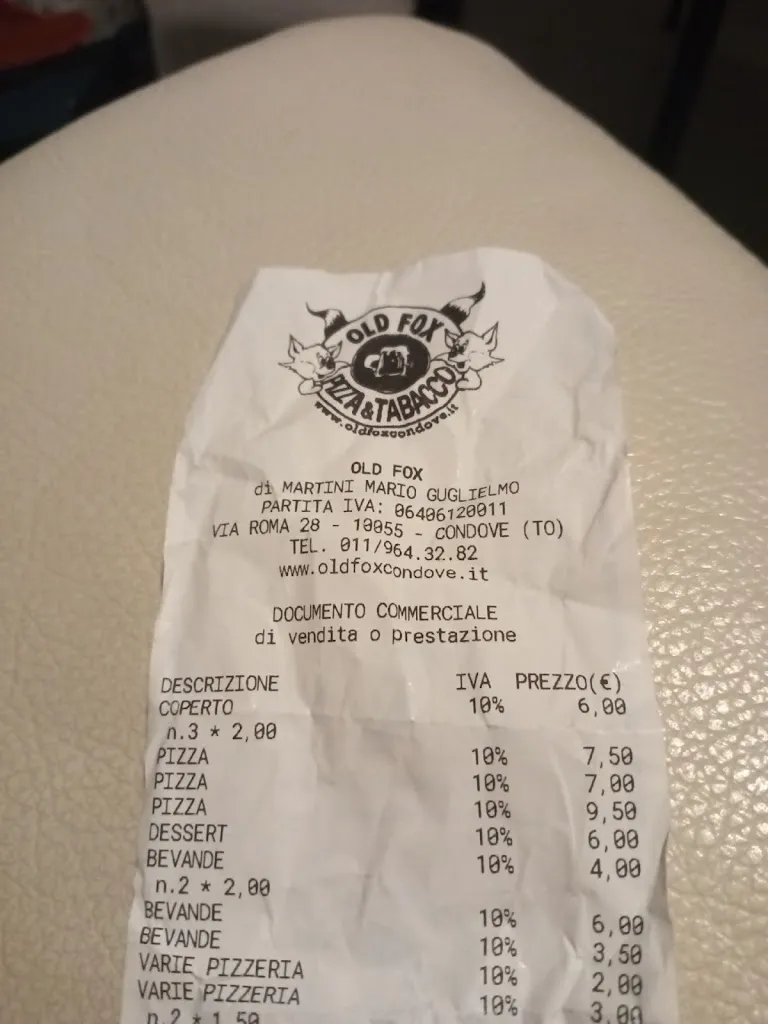 OLD FOX
PIZZA & TABACCO
www.oldfoxcondove.it
OLD FOX
di MARTINI MARIO GUGLIELMO
PARTITA IVA: 06406120011
VIA ROMA 28 - 10055 - CONDOVE (TO)
TEL. 011/964.32.82
www.oldfoxcondove.it
DOCUMENTO COMMERCIALE
di vendita o prestazione
DESCRIZIONE IVA PREZZO(€)
COPERTO 10% 6,00
n.3 * 2,00
PIZZA 10% 7,50
PIZZA 10% 7,00
PIZZA 10% 9,50
DESSERT 10% 6,00
BEVANDE 10% 4,00
n.2 * 2,00
BEVANDE 10% 6,00
BEVANDE 10% 3,50
VARIE PIZZERIA 10% 2,00
VARIE PIZZERIA 10% 3,00
n.2 * 1,50